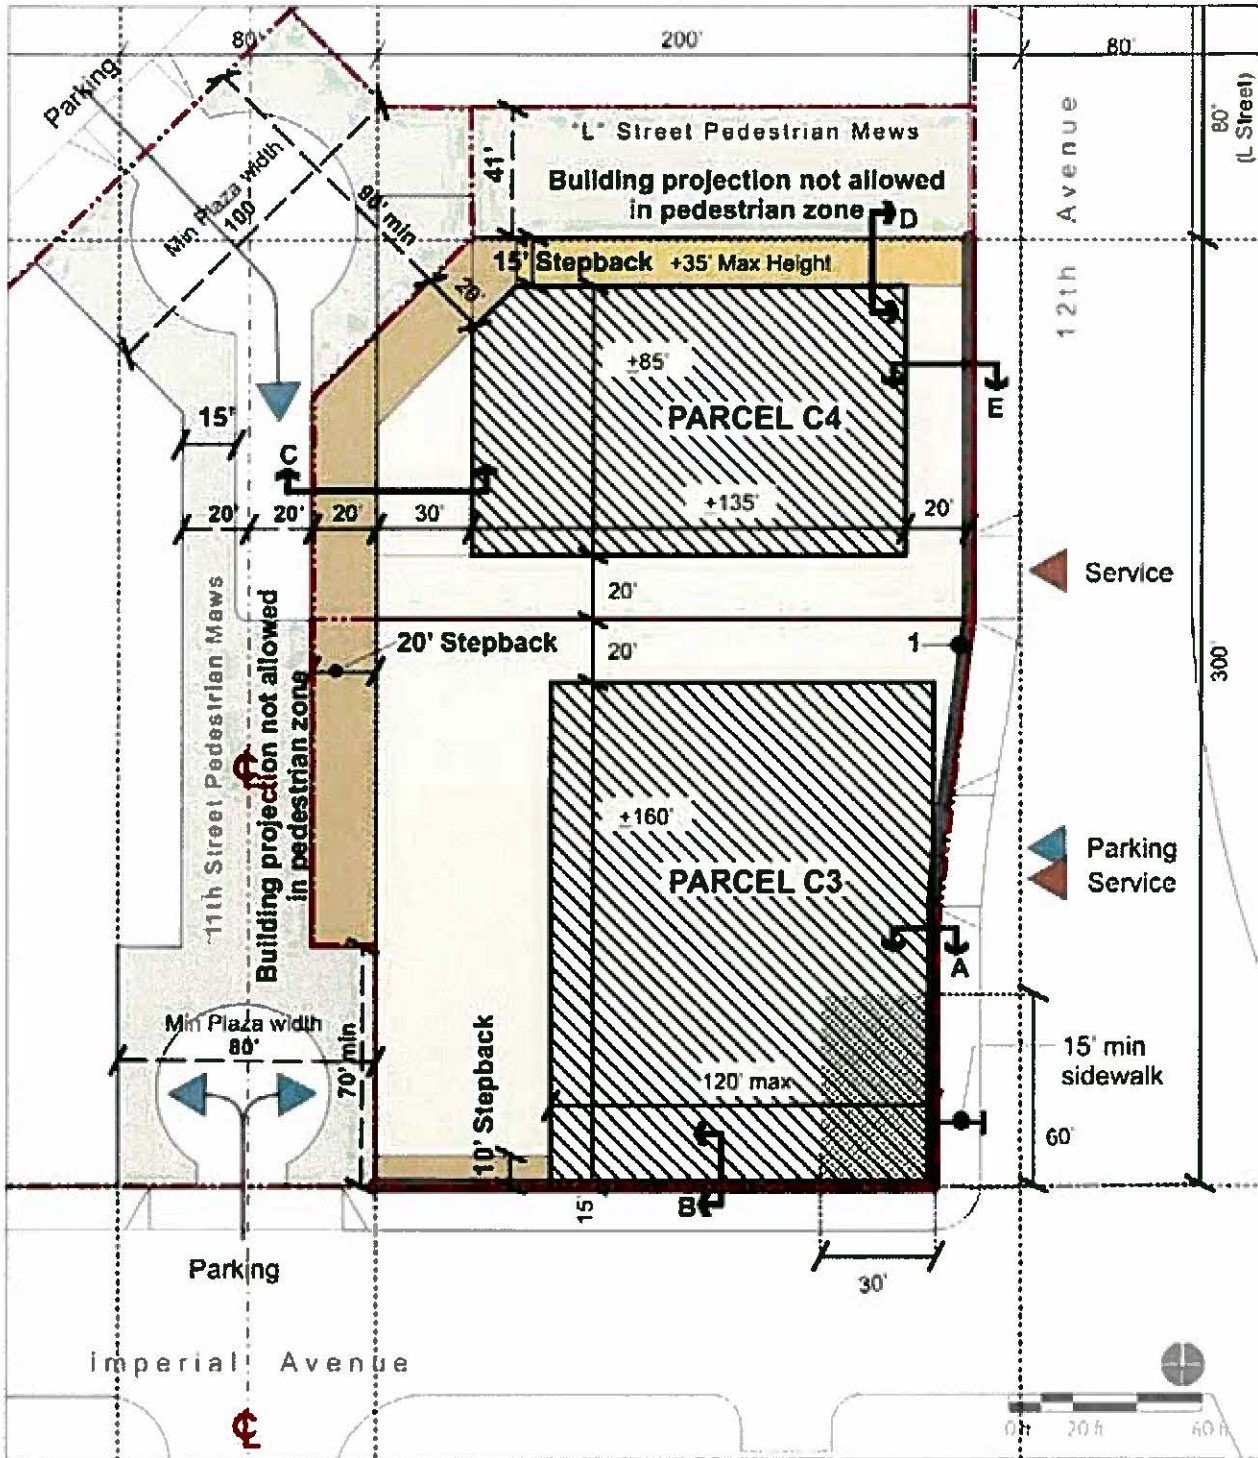 80'
200'
80'
Parking
80'
(L Street)
"L" Street Pedestrian Mews
12th Avenue
Min Plaza width
100'
90' min
41'
Building projection not allowed
in pedestrian zone
D
15' Stepback +35' Max Height
20'
+85'
PARCEL C4
E
15'
C
+135'
20'
20'
20'
30'
20'
Service
20'
11th Street Pedestrian Maws
Building projection not allowed
in pedestrian zone
20' Stepback
20'
1
300'
℄
+160'
PARCEL C3
Parking
Service
A
Min Plaza width
80'
70' min
10' Stepback
120' max
15' min
sidewalk
60'
15'
B
Parking
30'
Imperial Avenue
℄
0 ft
20 ft
60 ft